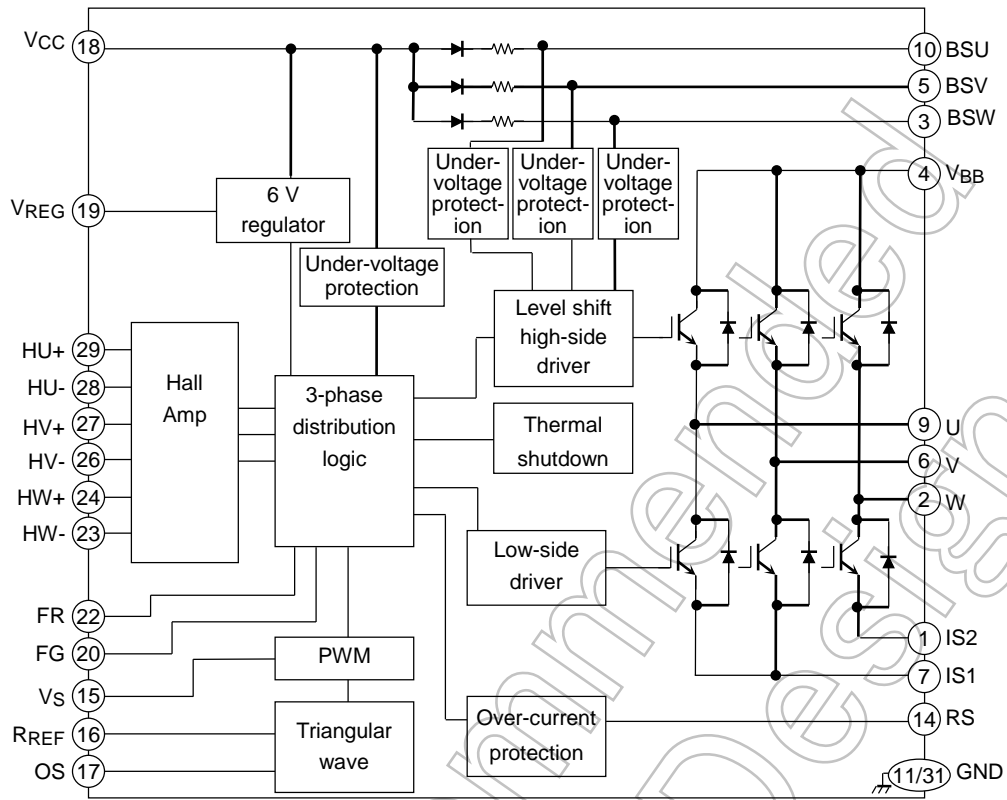 VCC 18
10 BSU
5 BSV
3 BSW
4 VBB
Under-
voltage
protect-
ion
Under-
voltage
protect-
ion
Under-
voltage
protect-
ion
6 V
regulator
VREG 19
Under-voltage
protection
Level shift
high-side
driver
HU+ 29
HU- 28
HV+ 27
HV- 26
HW+ 24
HW- 23
Hall
Amp
3-phase
distribution
logic
Thermal
shutdown
9 U
6 V
2 W
Low-side
driver
FR 22
FG 20
VS 15
RREF 16
OS 17
PWM
Triangular
wave
Over-current
protection
1 IS2
7 IS1
14 RS
11/31 GND
mmended
Design